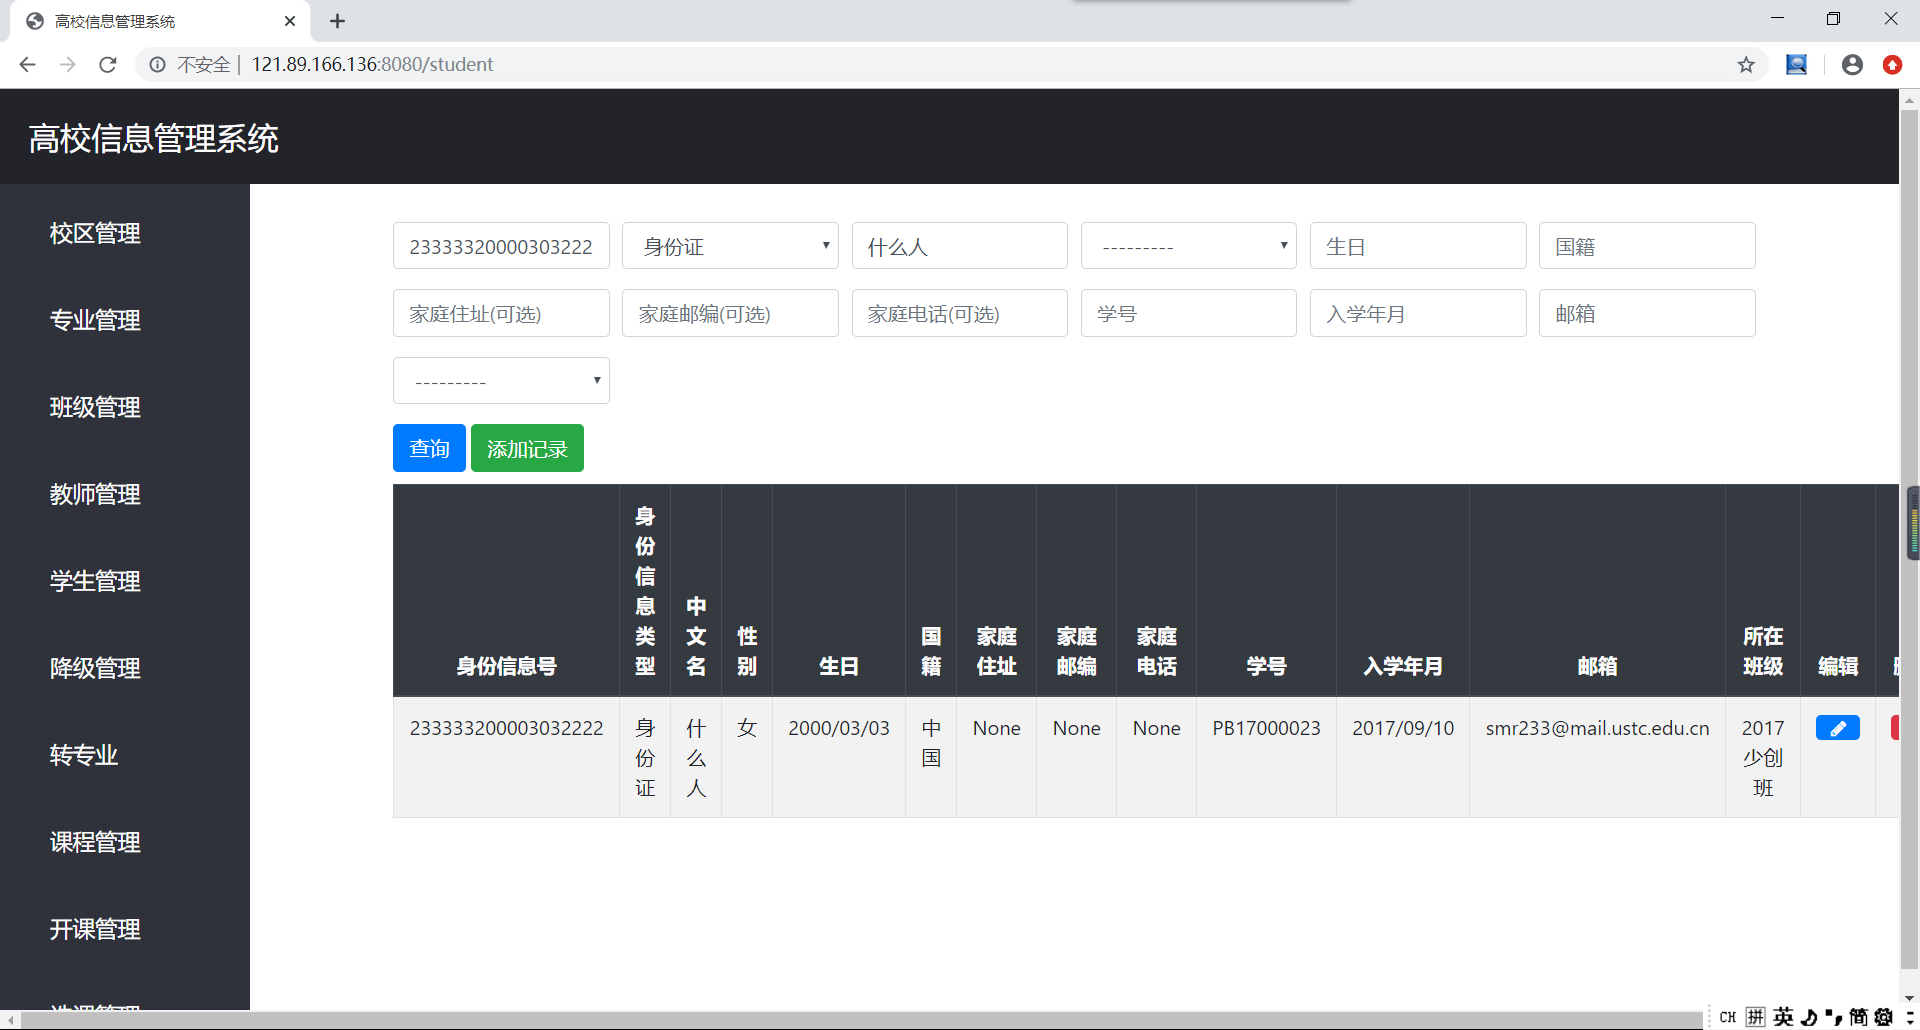 高校信息管理系统
不安全 | 121.89.166.136:8080/student
高校信息管理系统
校区管理
专业管理
班级管理
教师管理
学生管理
降级管理
转专业
课程管理
开课管理
23333320000303222 身份证 什么人 --------- 生日 国籍
家庭住址(可选) 家庭邮编(可选) 家庭电话(可选) 学号 入学年月 邮箱
---------
查询 添加记录
身份信息号 身份信息类型 中文名 性别 生日 国籍 家庭住址 家庭邮编 家庭电话 学号 入学年月 邮箱 所在班级 编辑
233333200003032222 身份证 什么人 女 2000/03/03 中国 None None None PB17000023 2017/09/10 smr233@mail.ustc.edu.cn 2017少创班
CH 拼 英 简